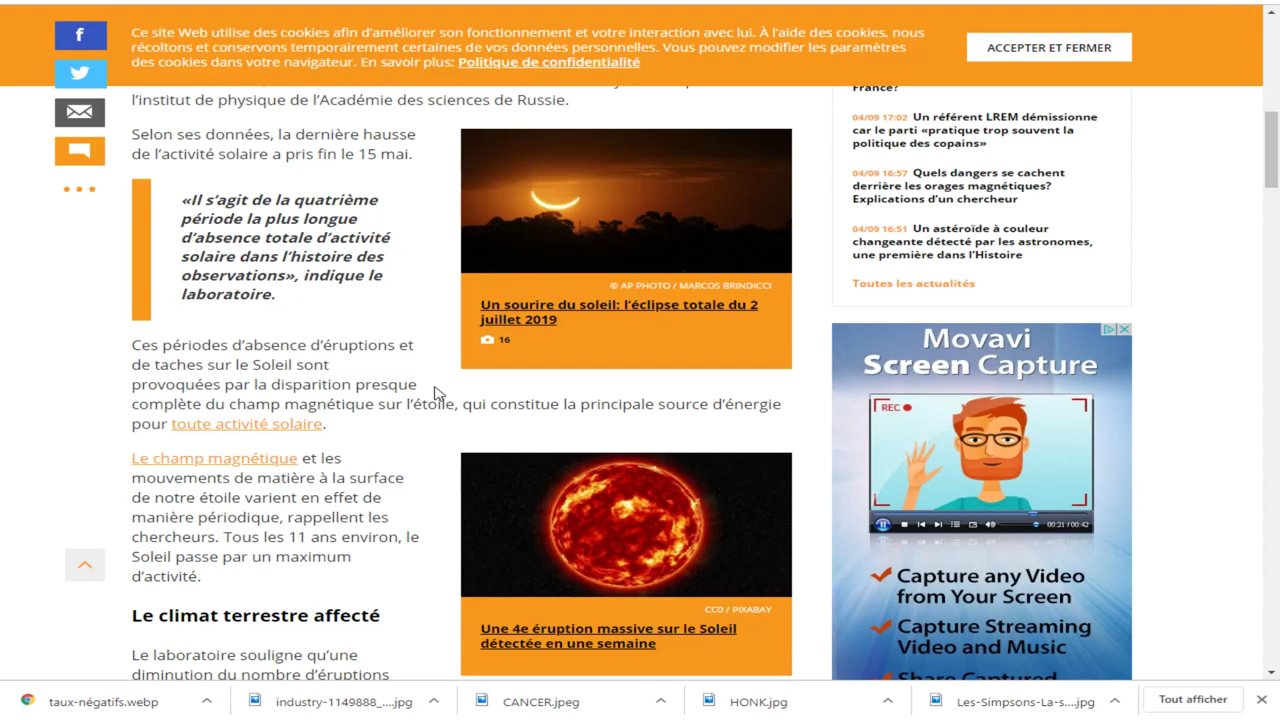 f
Ce site Web utilise des cookies afin d’améliorer son fonctionnement et votre interaction avec lui. À l’aide des cookies, nous
récoltons et conservons temporairement certaines de vos données personnelles. Vous pouvez modifier les paramètres
des cookies dans votre navigateur. En savoir plus: Politique de confidentialité
ACCEPTER ET FERMER
l’institut de physique de l’Académie des sciences de Russie.
Selon ses données, la dernière hausse
de l’activité solaire a pris fin le 15 mai.
«Il s’agit de la quatrième
période la plus longue
d’absence totale d’activité
solaire dans l’histoire des
observations», indique le
laboratoire.
© AP PHOTO / MARCOS BRINDICCI
Un sourire du soleil: l’éclipse totale du 2
juillet 2019
16
Ces périodes d’absence d’éruptions et
de taches sur le Soleil sont
provoquées par la disparition presque
complète du champ magnétique sur l’étoile, qui constitue la principale source d’énergie
pour toute activité solaire.
Le champ magnétique et les
mouvements de matière à la surface
de notre étoile varient en effet de
manière périodique, rappellent les
chercheurs. Tous les 11 ans environ, le
Soleil passe par un maximum
d’activité.
CC0 / PIXABAY
Une 4e éruption massive sur le Soleil
détectée en une semaine
Le climat terrestre affecté
Le laboratoire souligne qu’une
diminution du nombre d’éruptions
France?
04/09 17:02 Un référent LREM démissionne
car le parti «pratique trop souvent la
politique des copains»
04/09 16:57 Quels dangers se cachent
derrière les orages magnétiques?
Explications d’un chercheur
04/09 16:51 Un astéroïde à couleur
changeante détecté par les astronomes,
une première dans l’Histoire
Toutes les actualités
Movavi
Screen Capture
REC
00:21 / 00:42
Capture any Video
from Your Screen
Capture Streaming
Video and Music
Share Captured
taux-négatifs.webp
industry-1149888_....jpg
CANCER.jpeg
HONK.jpg
Les-Simpsons-La-s....jpg
Tout afficher